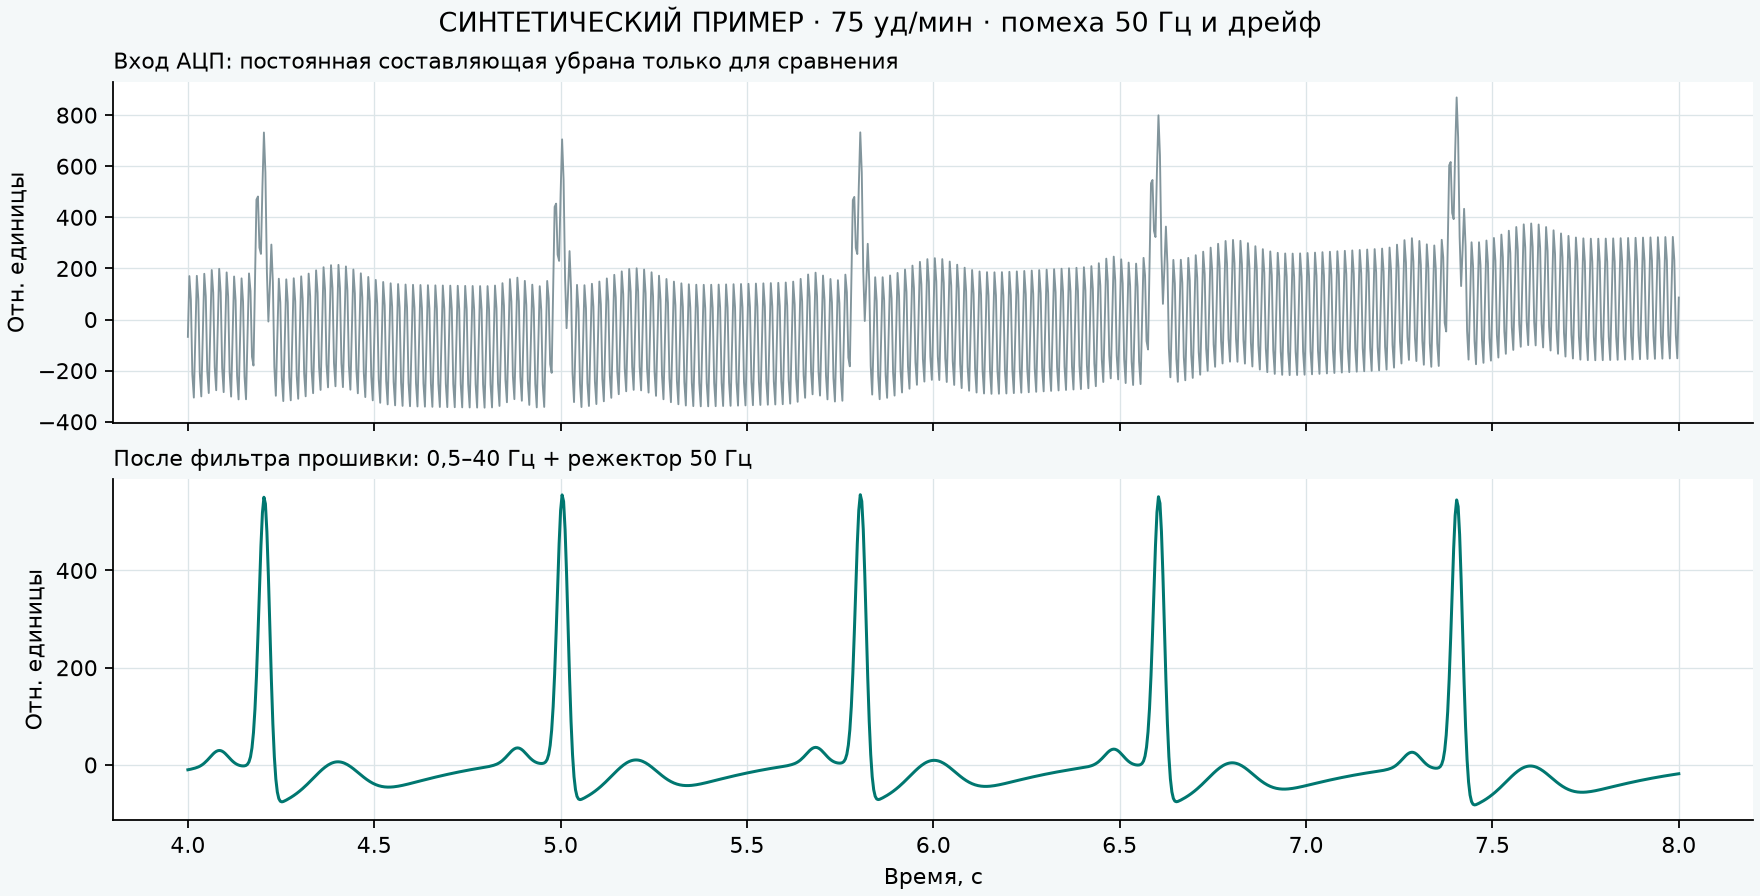 СИНТЕТИЧЕСКИЙ ПРИМЕР · 75 уд/мин · помеха 50 Гц и дрейф
Вход АЦП: постоянная составляющая убрана только для сравнения
Отн. единицы
800
600
400
200
0
−200
−400
После фильтра прошивки: 0,5–40 Гц + режектор 50 Гц
Отн. единицы
400
200
0
4.0 4.5 5.0 5.5 6.0 6.5 7.0 7.5 8.0
Время, с